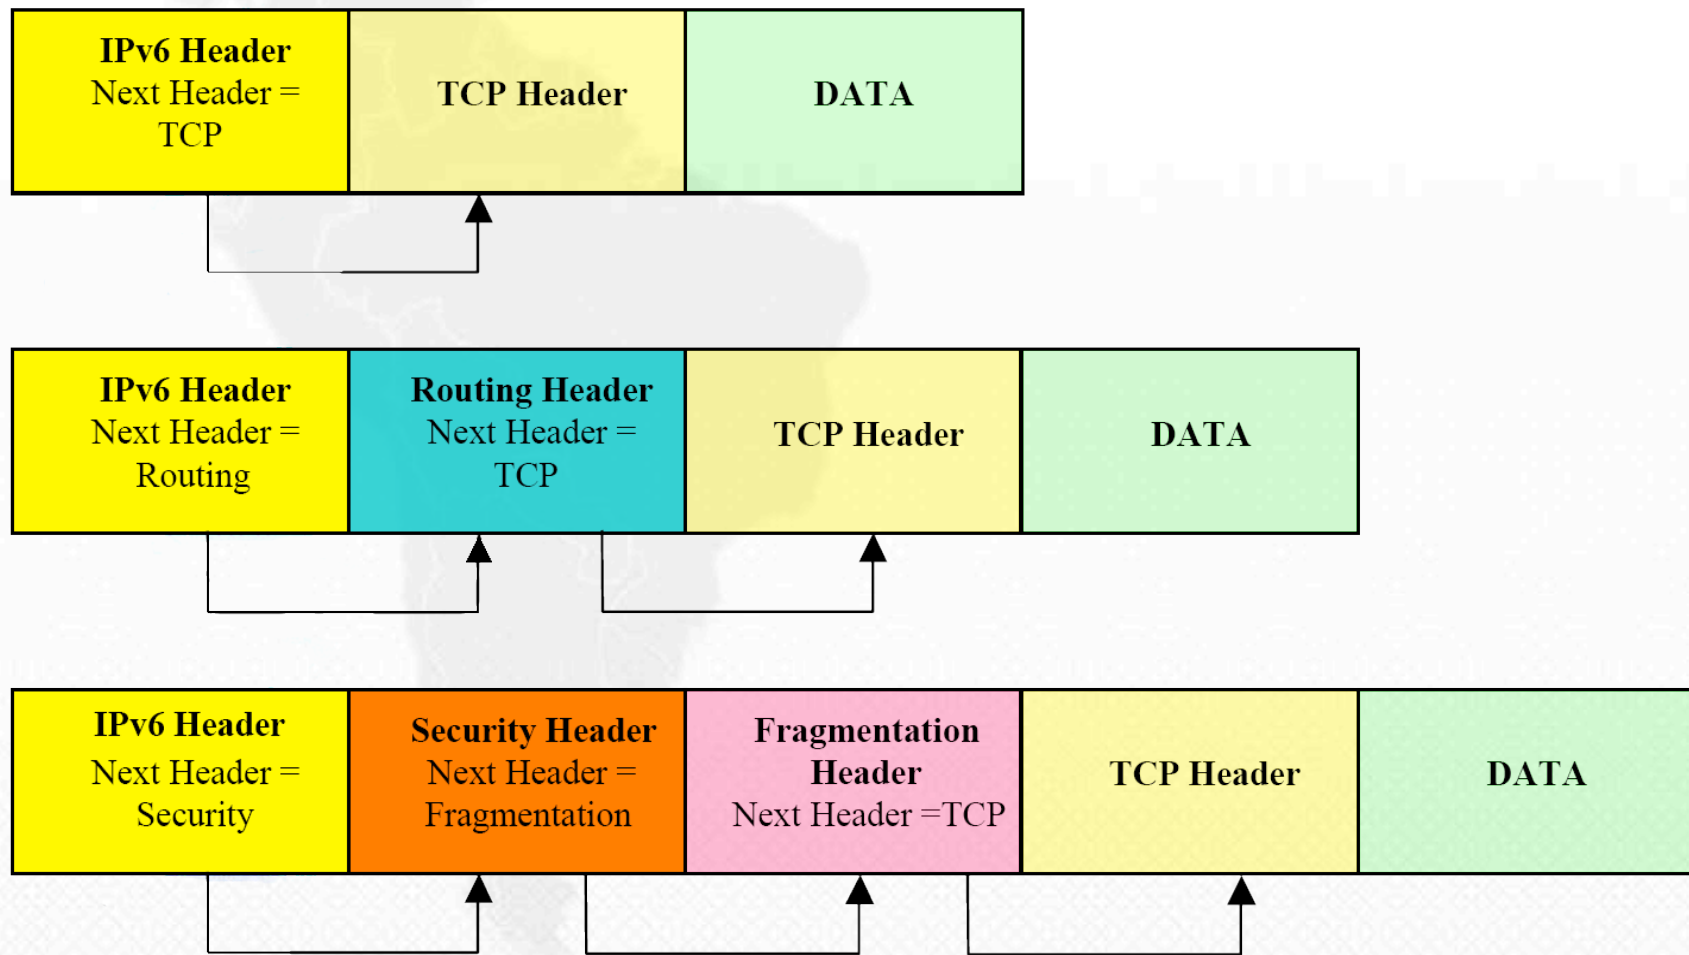 IPv6 Header
Next Header =
TCP
TCP Header
DATA
IPv6 Header
Next Header =
Routing
Routing Header
Next Header =
TCP
TCP Header
DATA
IPv6 Header
Next Header =
Security
Security Header
Next Header =
Fragmentation
Fragmentation
Header
Next Header =TCP
TCP Header
DATA